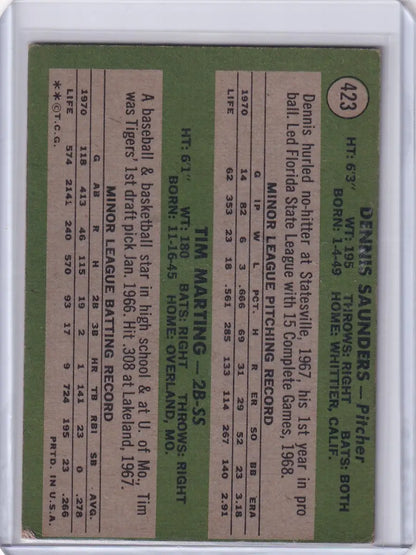 423
DENNIS SAUNDERS — Pitcher
HT: 6'3" WT: 195 THROWS: RIGHT BATS: BOTH
BORN: 1-4-49 HOME: WHITTIER, CALIF.
Dennis hurled no-hitter at Statesville, 1967, his 1st year in pro
ball. Led Florida State League with 15 Complete Games, 1968.
MINOR LEAGUE PITCHING RECORD
G IP W L PCT. H R ER SO BB ERA
1970 14 82 6 3 .666 69 31 29 52 23 3.18
LIFE 62 353 23 18 .561 285 133 114 267 140 2.91
TIM MARTING — 2B-SS
HT: 6'1" WT: 180 BATS: RIGHT THROWS: RIGHT
BORN: 11-16-45 HOME: OVERLAND, MO.
A baseball & basketball star in high school & at U. of Mo., Tim
was Tigers' 1st draft pick Jan. 1966. Hit .308 at Lakeland, 1967.
MINOR LEAGUE BATTING RECORD
G AB R H 2B 3B HR TB RBI SB AVG.
1970 118 413 46 115 19 2 1 141 23 0 .278
LIFE 574 2141 240 570 93 17 9 724 195 23 .266
**©T.C.G. PRTD. IN U.S.A.